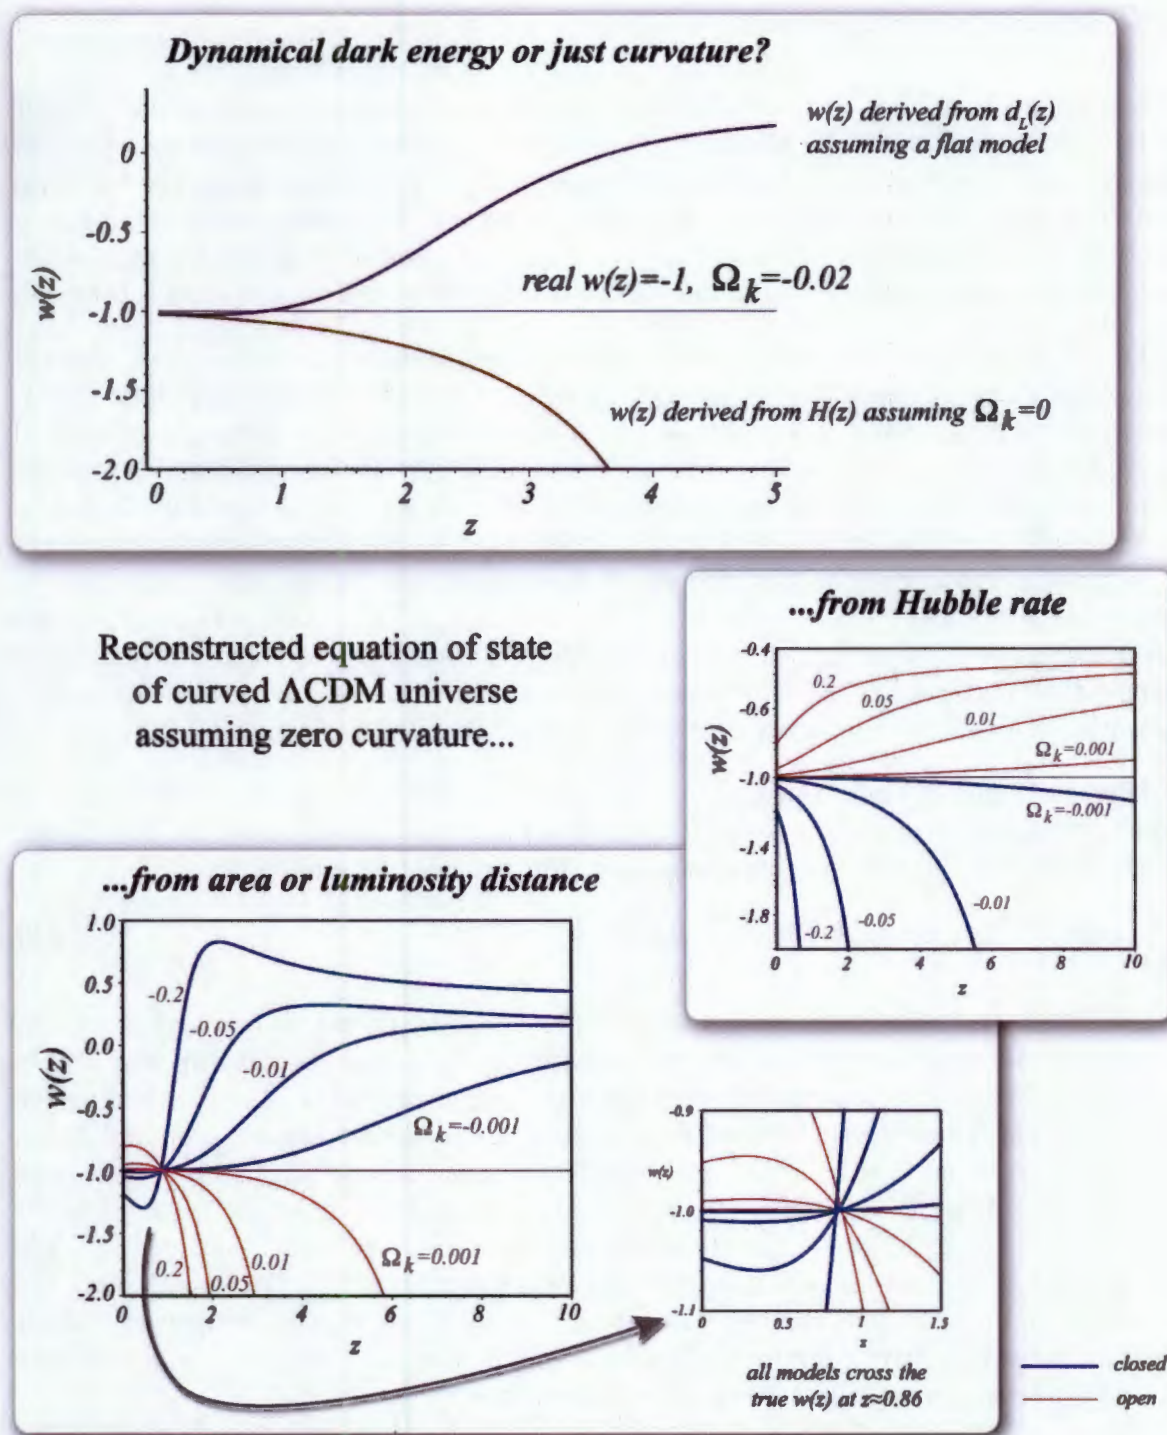 Dynamical dark energy or just curvature?
w(z) derived from d_L(z)
assuming a flat model
0
-0.5
-1.0
-1.5
-2.0
w(z)
real w(z)=-1, Ω_k=-0.02
w(z) derived from H(z) assuming Ω_k=0
0 1 2 3 4 5
z
Reconstructed equation of state
of curved ΛCDM universe
assuming zero curvature...
...from Hubble rate
-0.4
-0.6
-1.0
-1.4
-1.8
w(z)
0.2
0.05
0.01
Ω_k=0.001
Ω_k=-0.001
-0.01
-0.05
-0.2
0 2 4 6 8 10
z
...from area or luminosity distance
1.0
0.5
0.0
-0.5
-1.0
-1.5
-2.0
w(z)
-0.2
-0.05
-0.01
Ω_k=-0.001
Ω_k=0.001
0.01
0.05
0.2
0 2 4 6 8 10
z
-0.9
-1.0
-1.1
w(z)
0 0.5 1 1.5
z
all models cross the
true w(z) at z≈0.86
closed
open